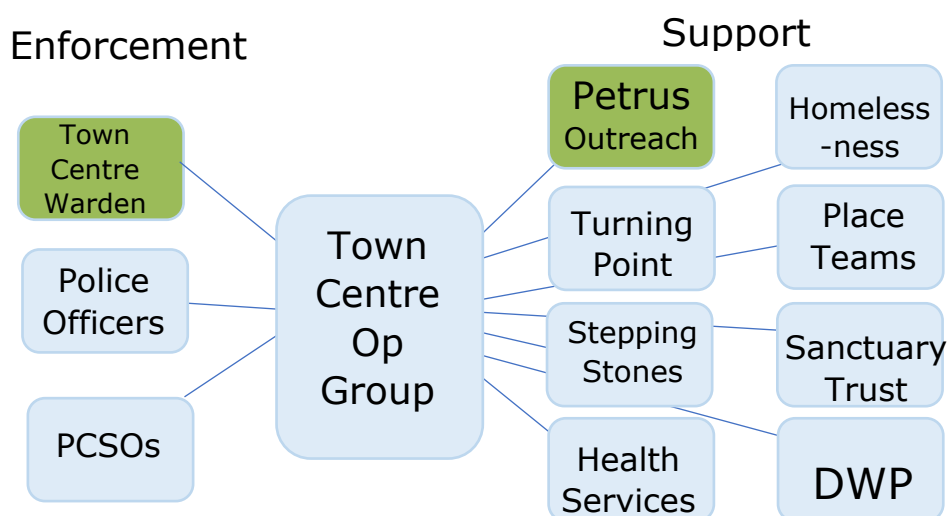 Enforcement
Support
Town
Centre
Warden
Police
Officers
PCSOs
Town
Centre
Op
Group
Petrus
Outreach
Homeless
-ness
Turning
Point
Place
Teams
Stepping
Stones
Sanctuary
Trust
Health
Services
DWP